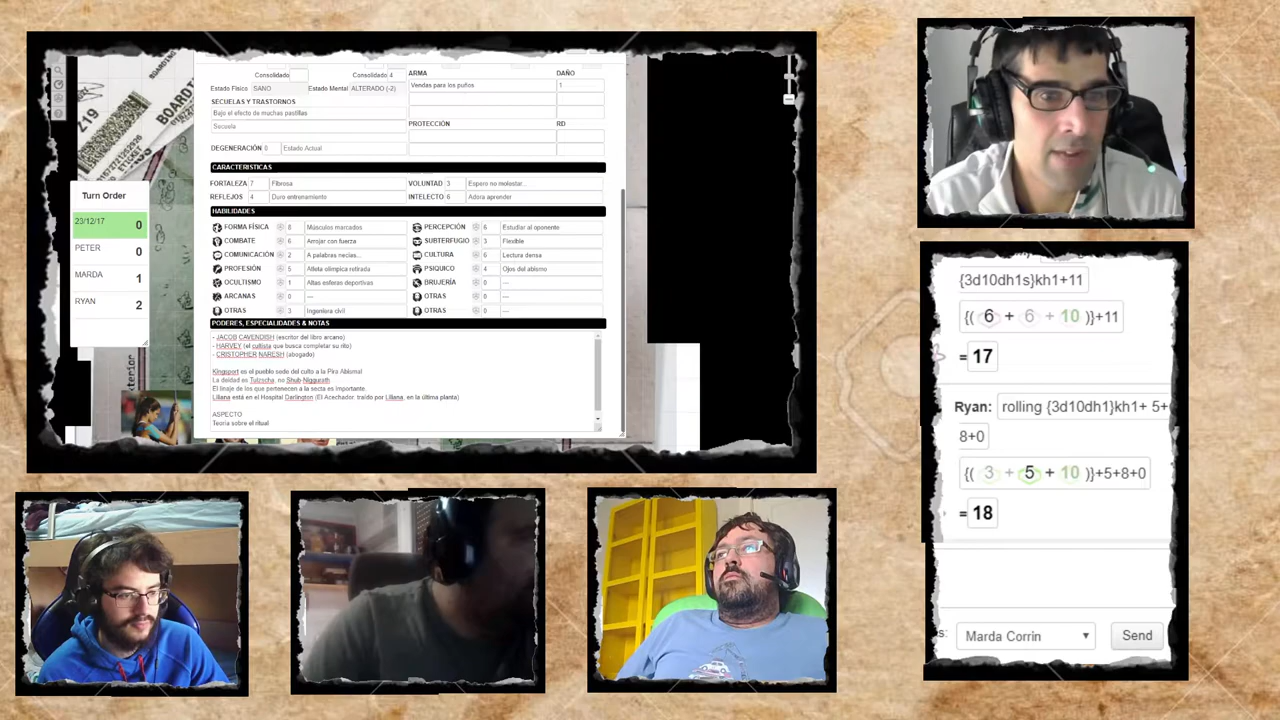 219
BOARDI
Consolidado
Consolidado 4
ARMA DAÑO
Estado Físico SANO Estado Mental ALTERADO (-2)
Vendas para los puños 1
SECUELAS Y TRASTORNOS
Bajo el efecto de muchas pastillas
Secuela
PROTECCIÓN RD
DEGENERACIÓN 0 Estado Actual
CARACTERISTICAS
FORTALEZA 7 Fibrosa VOLUNTAD 3 Espero no molestar...
REFLEJOS 4 Duro entrenamiento INTELECTO 6 Adora aprender
HABILIDADES
FORMA FÍSICA 8 Músculos marcados PERCEPCIÓN 6 Estudiar al oponente
COMBATE 6 Arrojar con fuerza SUBTERFUGIO 3 Flexible
COMUNICACIÓN 2 A palabras necias... CULTURA 6 Lectura densa
PROFESIÓN 5 Atleta olímpica retirada PSIQUICO 4 Ojos del abismo
OCULTISMO 1 Altas esferas deportivas BRUJERÍA 0 ---
ARCANAS 0 --- OTRAS 0 ---
OTRAS 3 Ingeniera civil OTRAS 0 ---
PODERES, ESPECIALIDADES & NOTAS
- JACOB CAVENDISH (escritor del libro arcano)
- HARVEY (el cultista que busca completar su rito)
- CRISTOPHER NARESH (abogado)
Kingsport es el pueblo sede del culto a la Pira Abismal
La deidad es Tulzscha, no Shub-Niggurath
El linaje de los que pertenecen a la secta es importante.
Liliana está en el Hospital Darlington (El Acechador, traído por Liliana, en la última planta)
ASPECTO
Teoría sobre el ritual
Turn Order
23/12/17 0
PETER 0
MARDA 1
RYAN 2
{3d10dh1s}kh1+11
{( 6 + 6 + 10 )}+11
= 17
Ryan: rolling {3d10dh1}kh1+ 5+
8+0
{( 3 + 5 + 10 )}+5+8+0
= 18
s: Marda Corrin Send